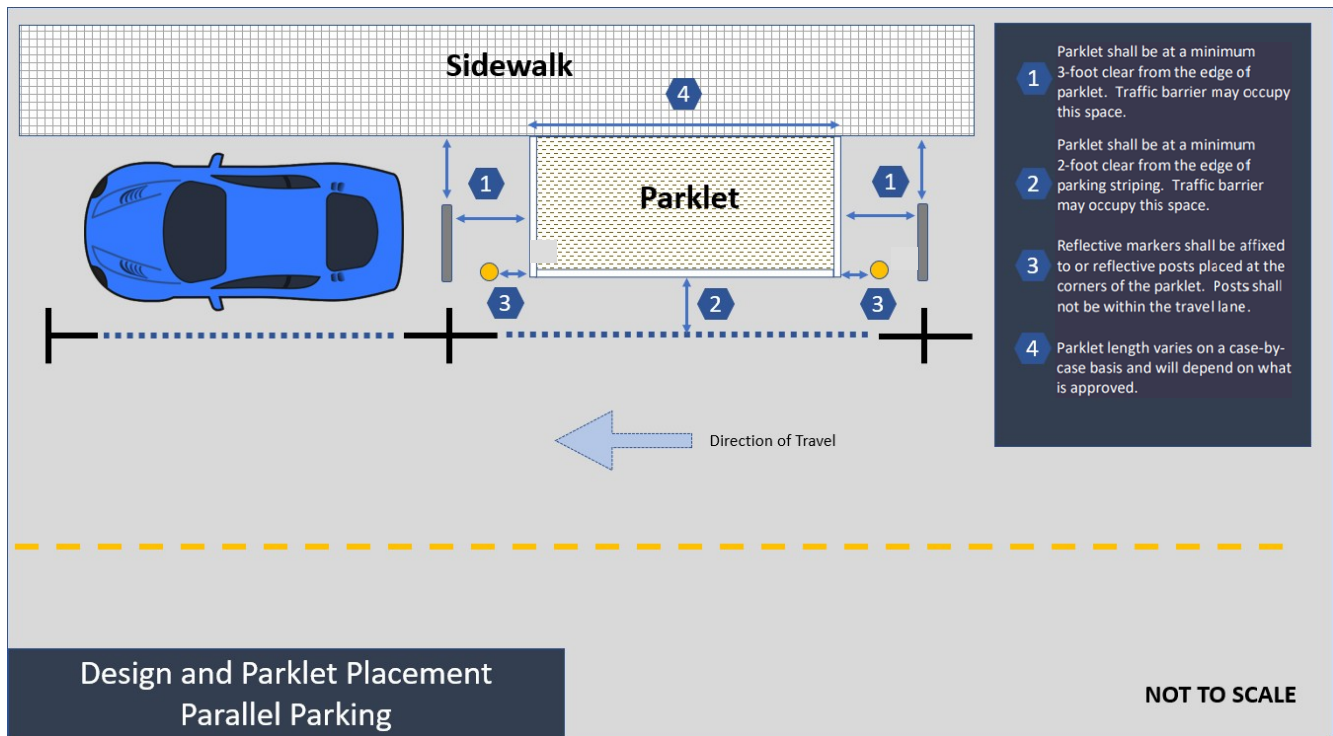 Sidewalk
4
1
Parklet
1
3
2
3
Direction of Travel
1
Parklet shall be at a minimum
3-foot clear from the edge of
parklet. Traffic barrier may occupy
this space.
2
Parklet shall be at a minimum
2-foot clear from the edge of
parking striping. Traffic barrier
may occupy this space.
3
Reflective markers shall be affixed
to or reflective posts placed at the
corners of the parklet. Posts shall
not be within the travel lane.
4
Parklet length varies on a case-by-
case basis and will depend on what
is approved.
Design and Parklet Placement
Parallel Parking
NOT TO SCALE